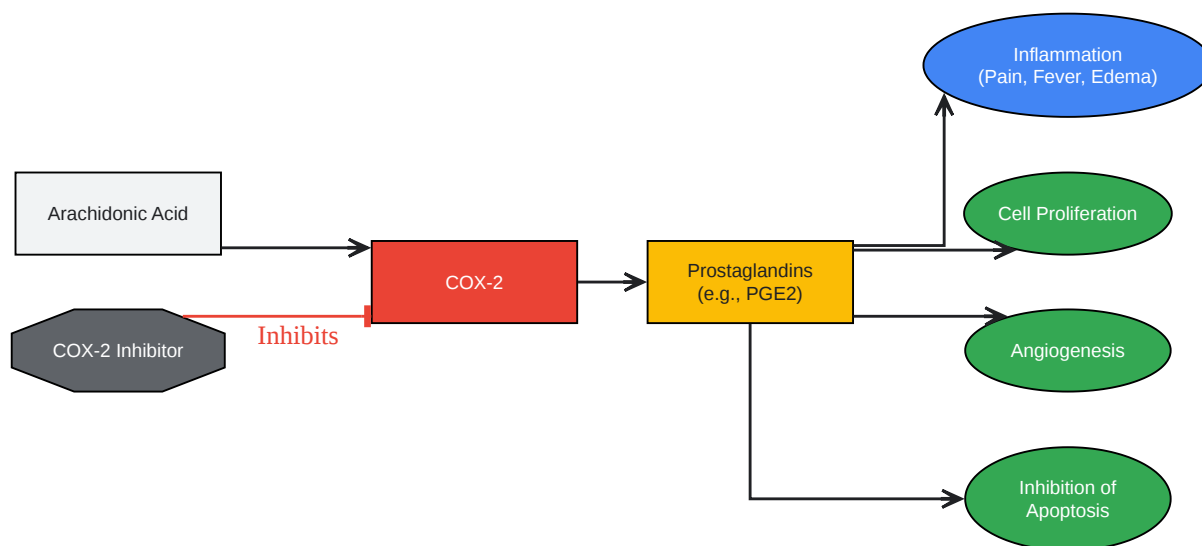 Inflammation
(Pain, Fever, Edema)
Arachidonic Acid
Cell Proliferation
COX-2
Prostaglandins
(e.g., PGE2)
COX-2 Inhibitor
Inhibits
Angiogenesis
Inhibition of
Apoptosis